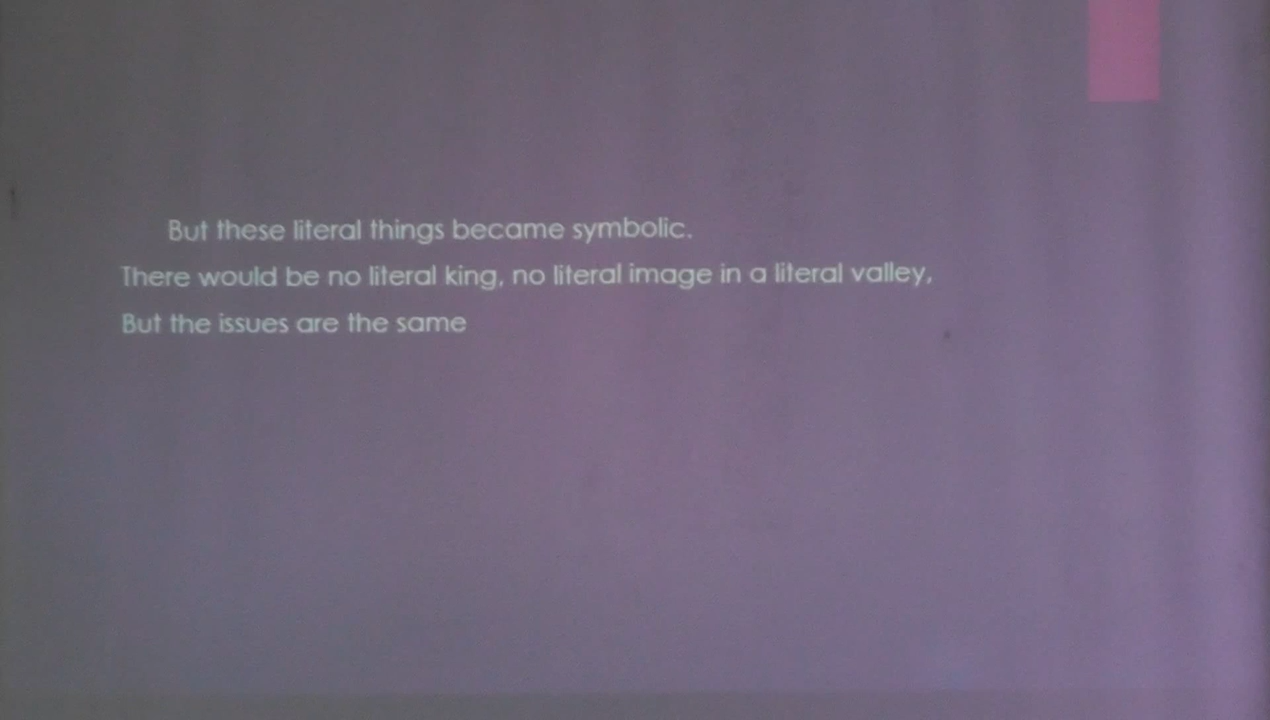 But these literal things became symbolic.
There would be no literal king, no literal image in a literal valley,
But the issues are the same